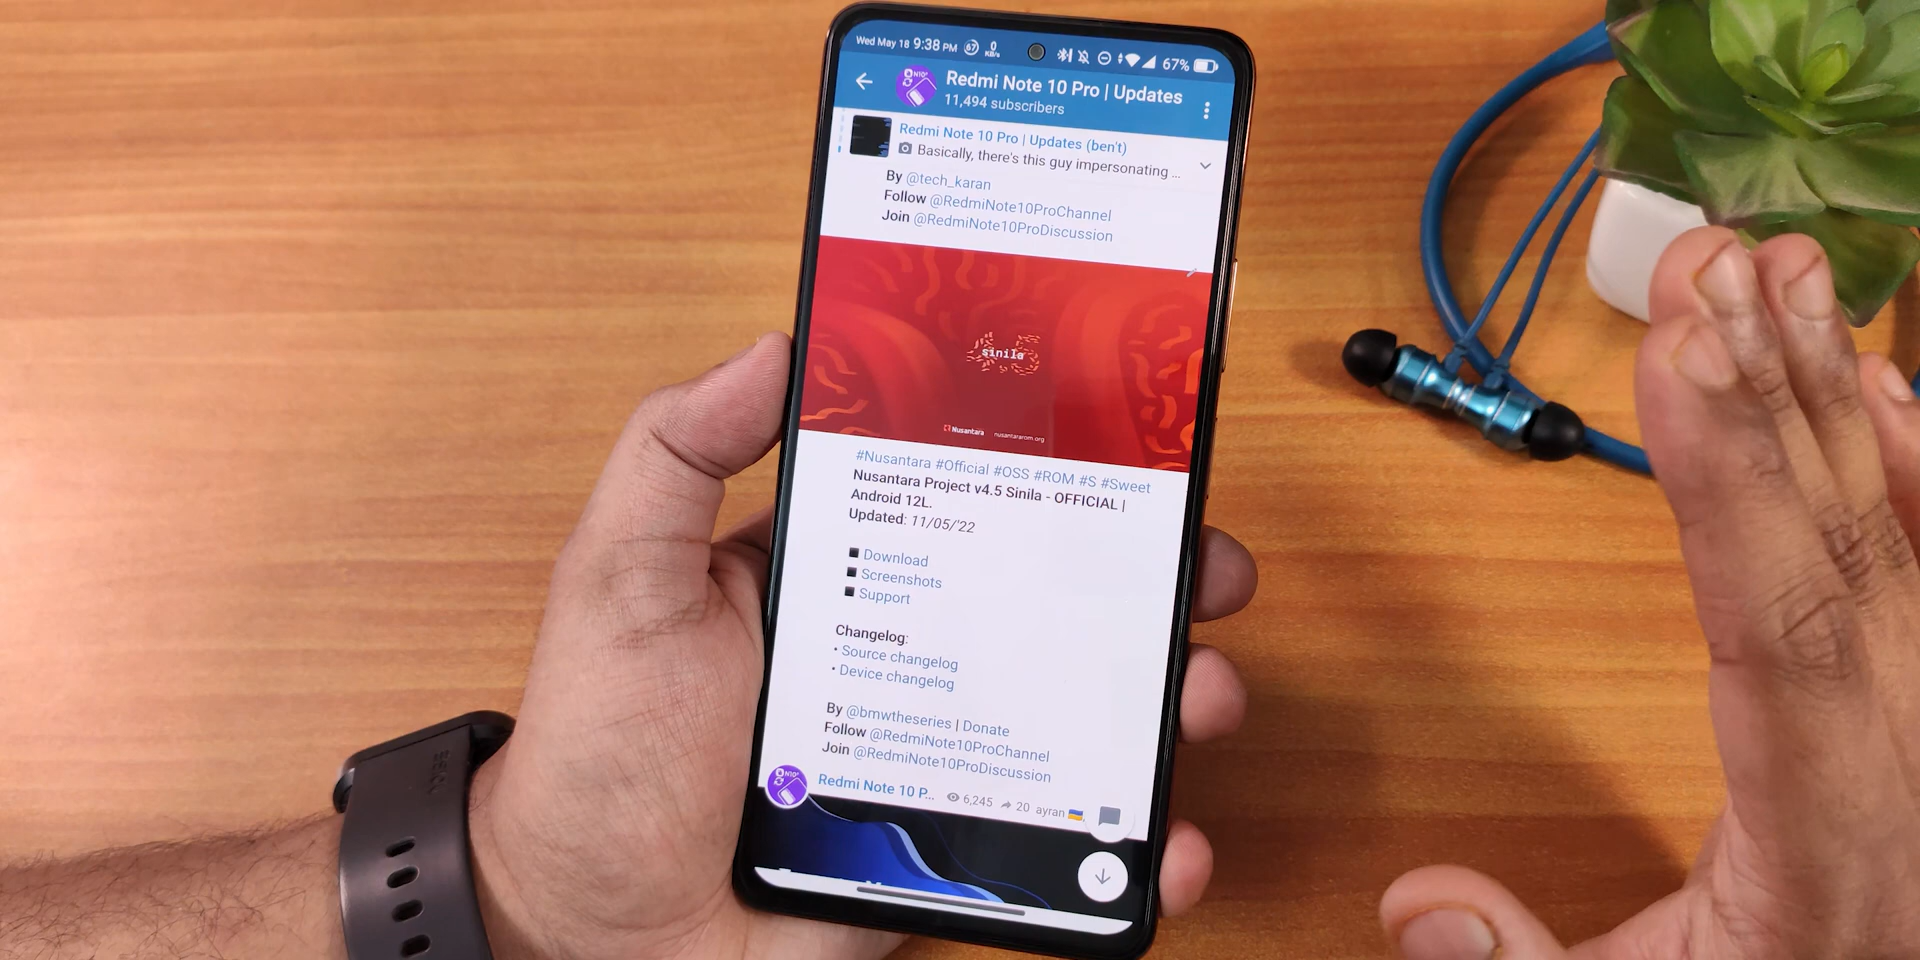 Wed May 18 9:38 PM 67 0 KB/s 67%
Redmi Note 10 Pro | Updates
11,494 subscribers
Redmi Note 10 Pro | Updates (ben't)
Basically, there's this guy impersonating ...
By @tech_karan
Follow @RedmiNote10ProChannel
Join @RedmiNote10ProDiscussion
sinila
Nusantara nusantararom.org
#Nusantara #Official #OSS #ROM #S #Sweet
Nusantara Project v4.5 Sinila - OFFICIAL |
Android 12L.
Updated: 11/05/'22
Download
Screenshots
Support
Changelog:
• Source changelog
• Device changelog
By @bmwtheseries | Donate
Follow @RedmiNote10ProChannel
Join @RedmiNote10ProDiscussion
Redmi Note 10 P... 6,245 20 ayran